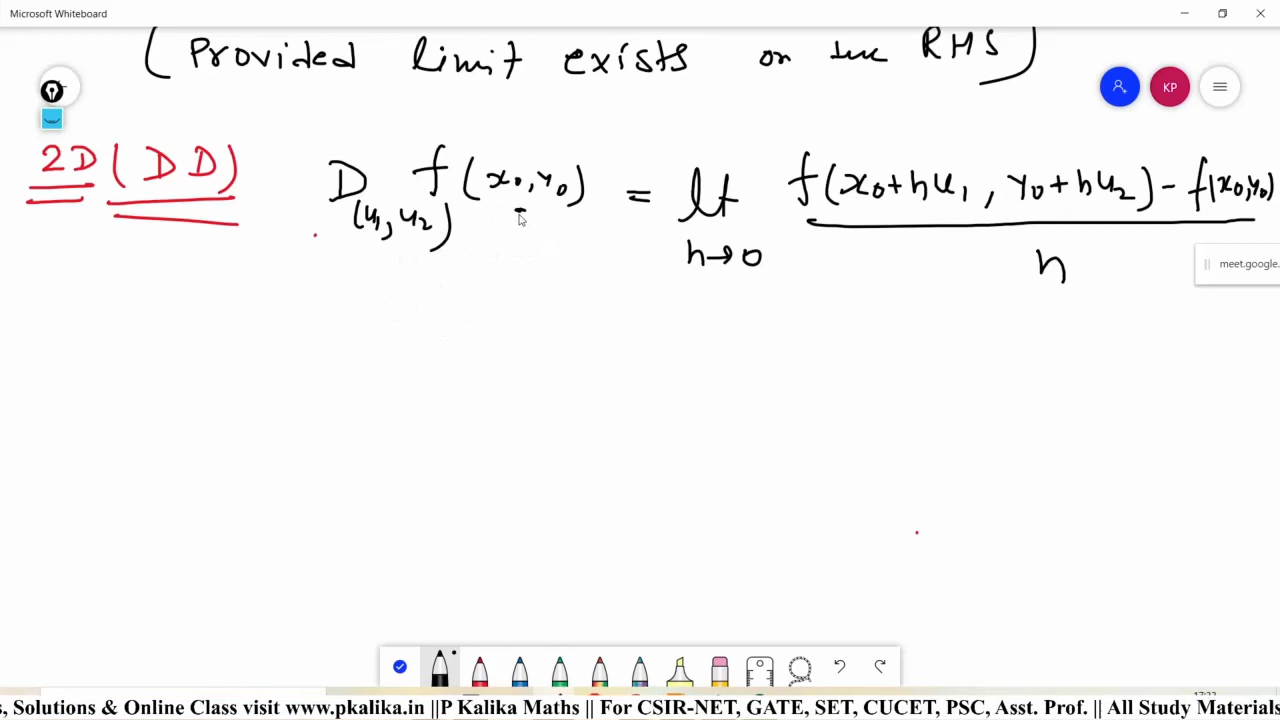 Microsoft Whiteboard
(Provided limit exists on the RHS)
KP
2D (DD) D_(u₁, u₂) f(x₀, y₀) = lt_(h→0) (f(x₀+hu₁, y₀+hu₂) - f(x₀,y₀)) / h
meet.google.
s, Solutions & Online Class visit www.pkalika.in ||P Kalika Maths || For CSIR-NET, GATE, SET, CUCET, PSC, Asst. Prof. || All Study Materials